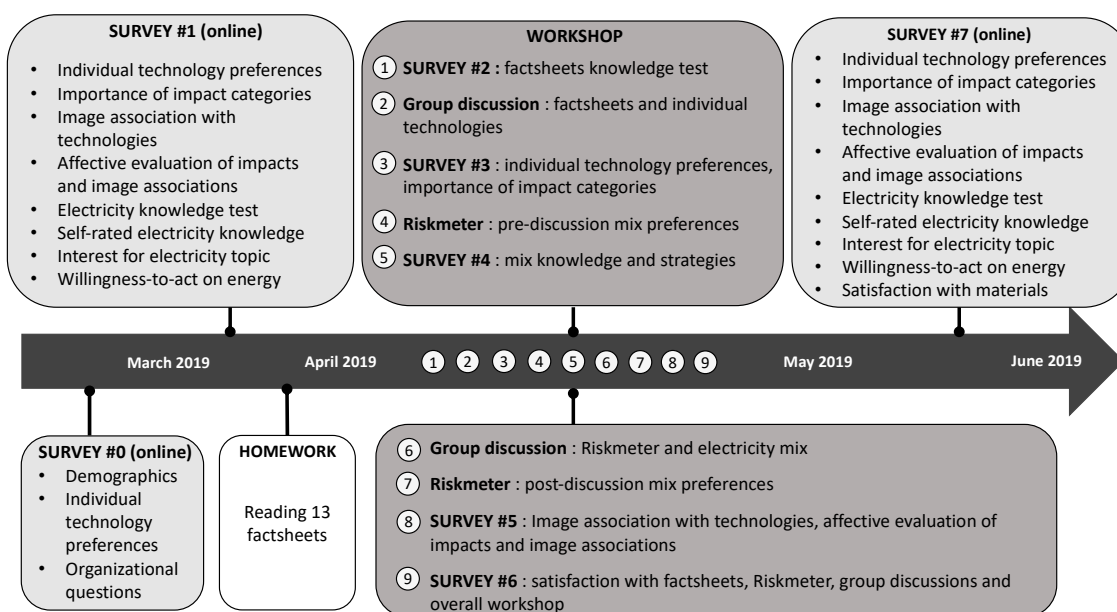 SURVEY #1 (online)
• Individual technology preferences
• Importance of impact categories
• Image association with
technologies
• Affective evaluation of impacts
and image associations
• Electricity knowledge test
• Self-rated electricity knowledge
• Interest for electricity topic
• Willingness-to-act on energy
WORKSHOP
1 SURVEY #2 : factsheets knowledge test
2 Group discussion : factsheets and individual
technologies
3 SURVEY #3 : individual technology preferences,
importance of impact categories
4 Riskmeter : pre-discussion mix preferences
5 SURVEY #4 : mix knowledge and strategies
SURVEY #7 (online)
• Individual technology preferences
• Importance of impact categories
• Image association with
technologies
• Affective evaluation of impacts
and image associations
• Electricity knowledge test
• Self-rated electricity knowledge
• Interest for electricity topic
• Willingness-to-act on energy
• Satisfaction with materials
March 2019 April 2019 1 2 3 4 5 6 7 8 9 May 2019 June 2019
SURVEY #0 (online)
• Demographics
• Individual
technology
preferences
• Organizational
questions
HOMEWORK
Reading 13
factsheets
6 Group discussion : Riskmeter and electricity mix
7 Riskmeter : post-discussion mix preferences
8 SURVEY #5 : Image association with technologies, affective evaluation of
impacts and image associations
9 SURVEY #6 : satisfaction with factsheets, Riskmeter, group discussions and
overall workshop